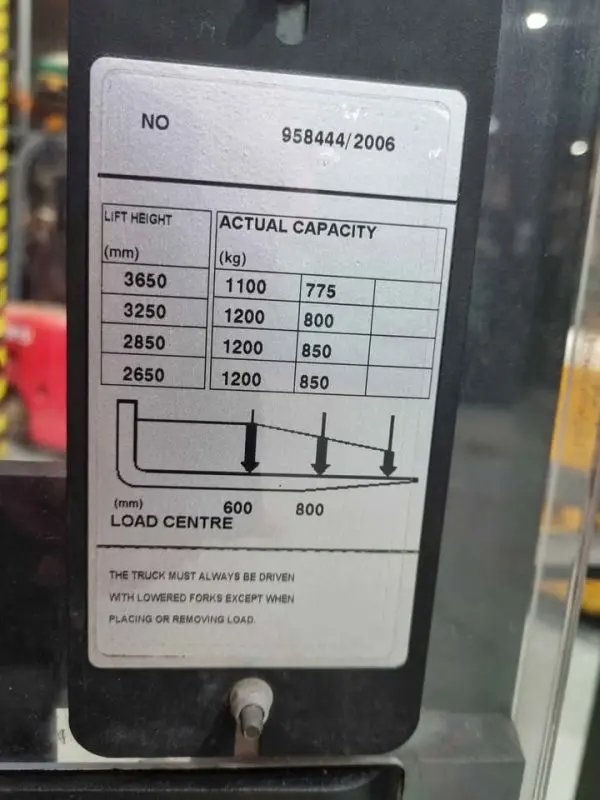 NO 958444/2006
LIFT HEIGHT ACTUAL CAPACITY
(mm) (kg)
3650 1100 775
3250 1200 800
2850 1200 850
2650 1200 850
(mm) 600 800
LOAD CENTRE
THE TRUCK MUST ALWAYS BE DRIVEN
WITH LOWERED FORKS EXCEPT WHEN
PLACING OR REMOVING LOAD.